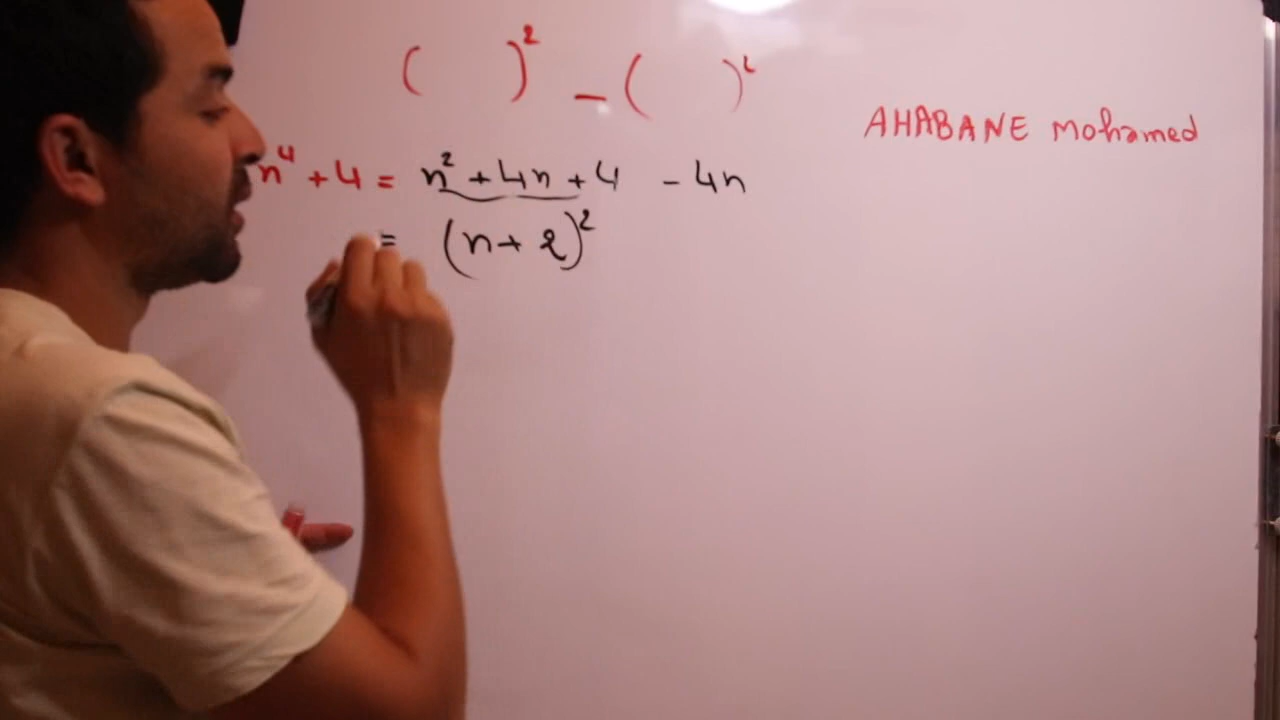 ( )² - ( )²
AHABANE Mohamed
n⁴ + 4 = n² + 4n + 4 - 4n
= (n + 2)²